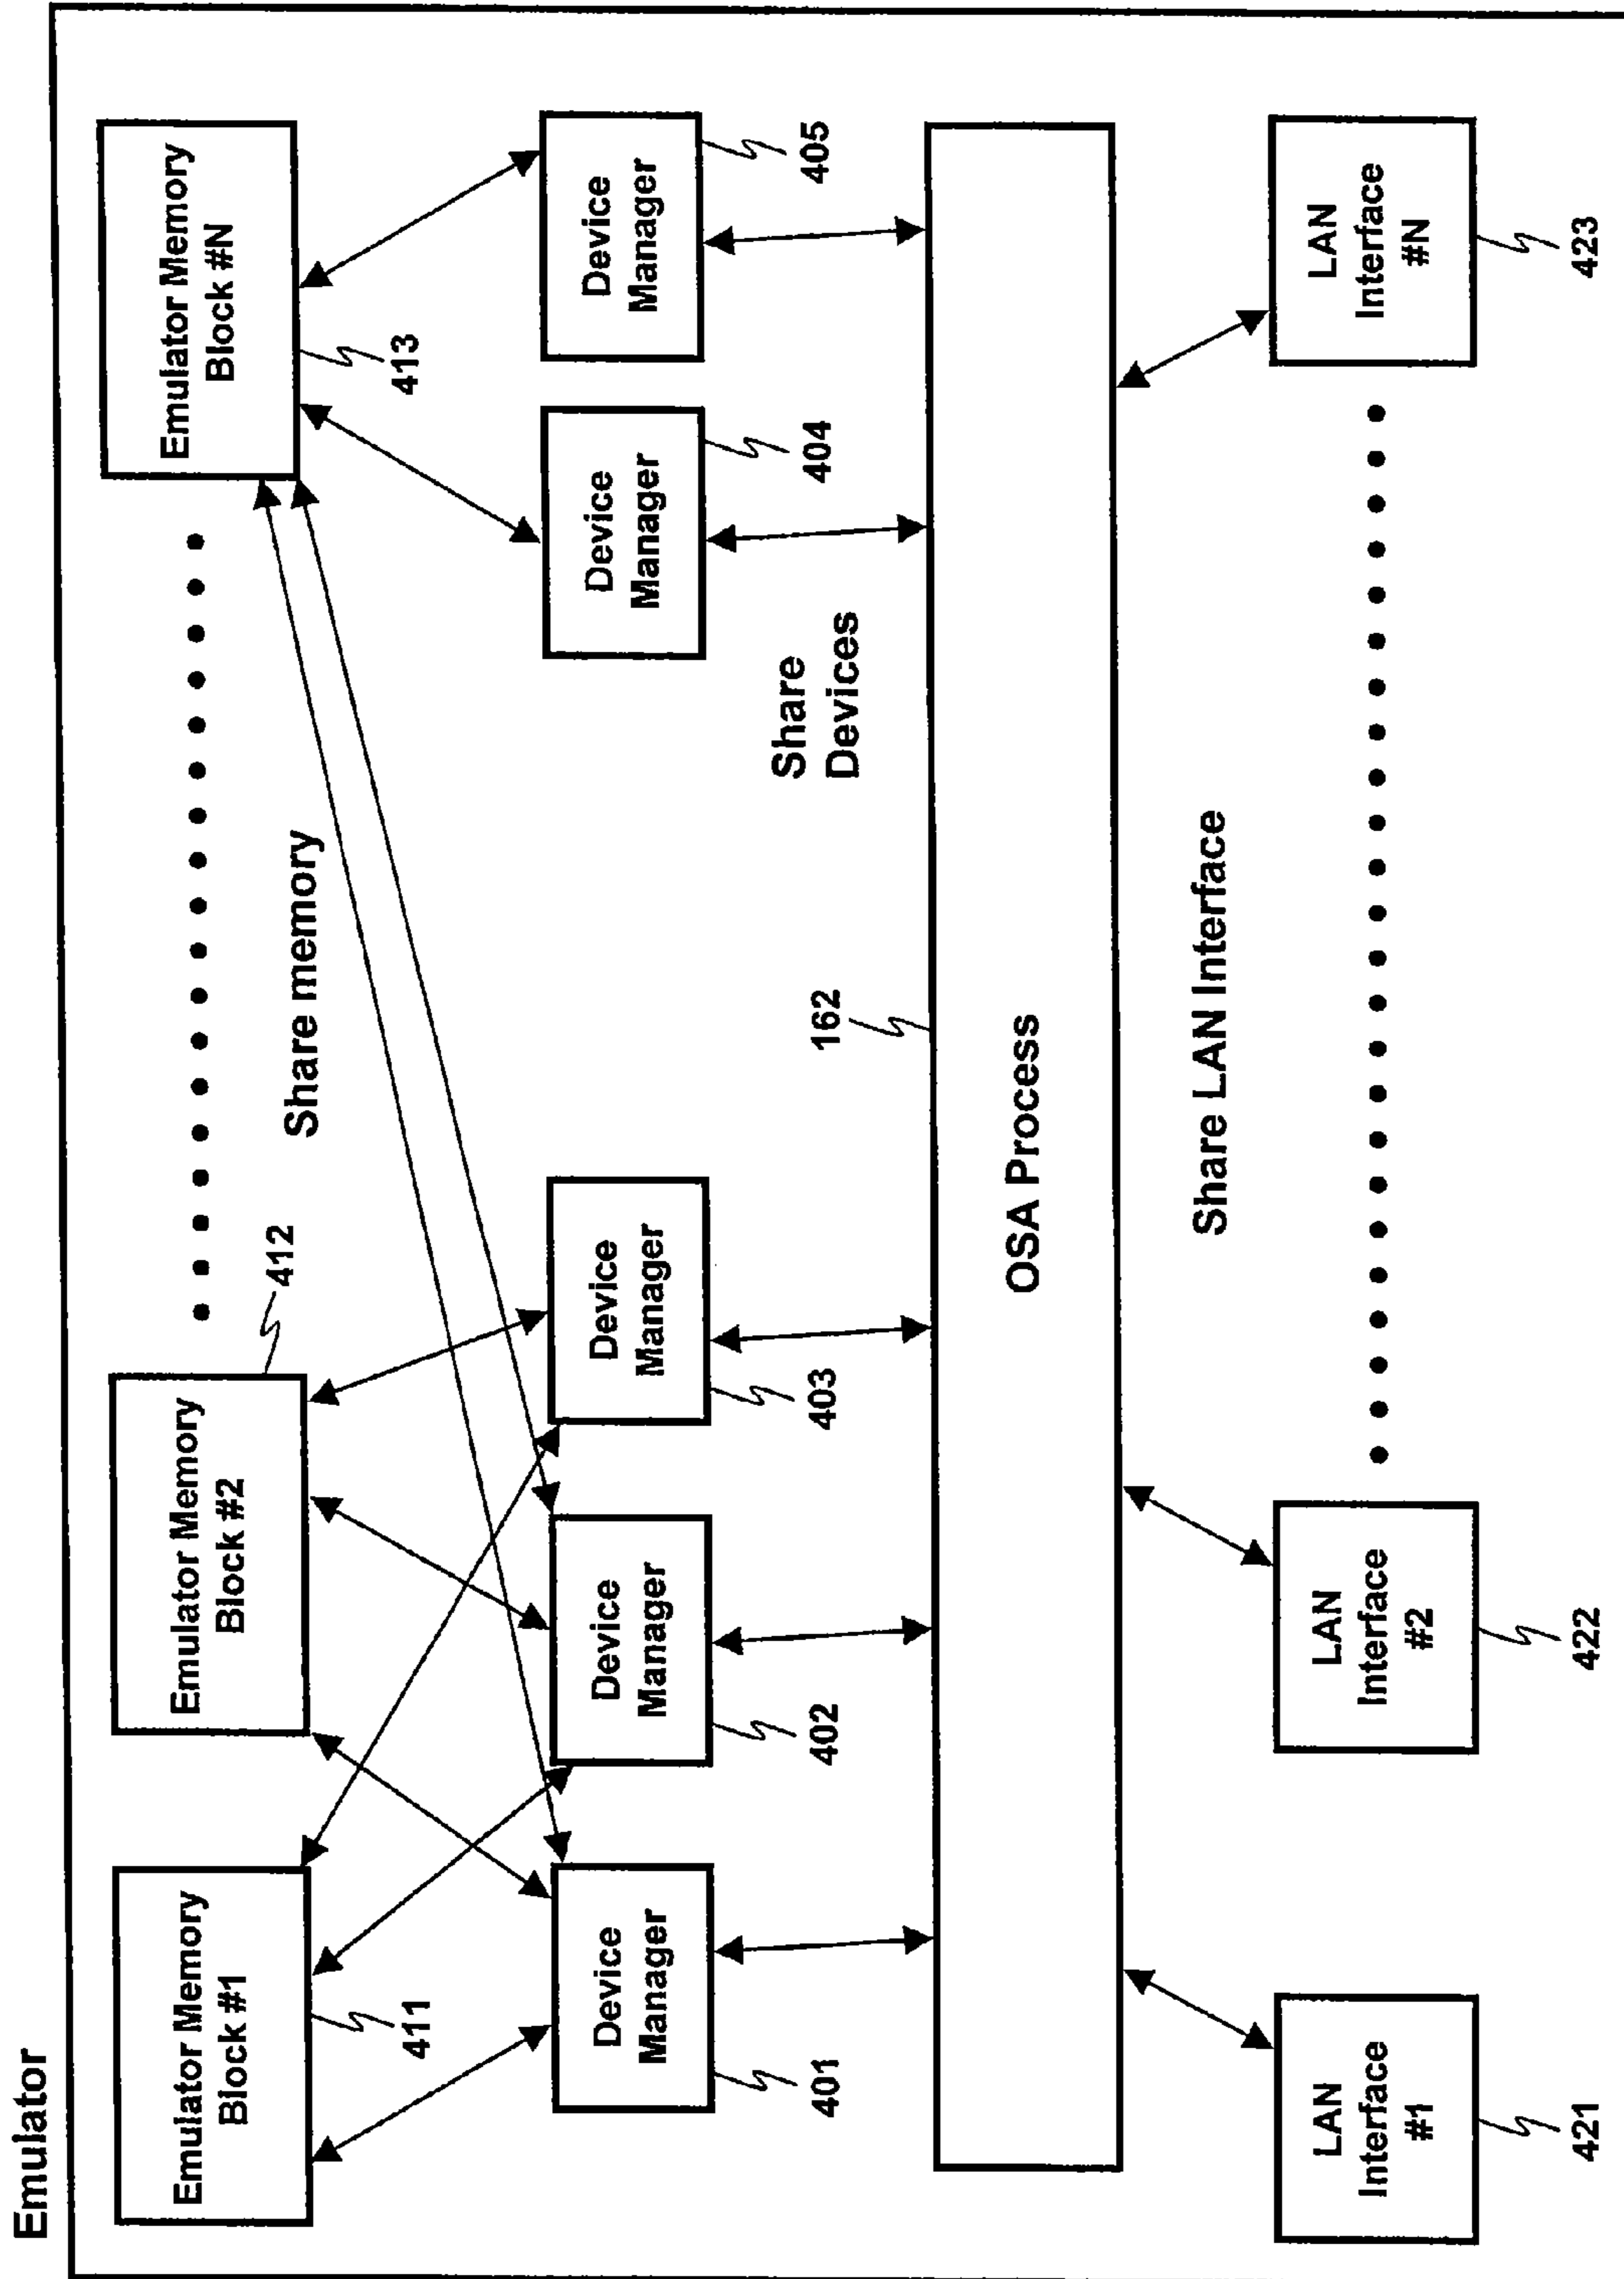 Emulator
Emulator Memory
Block #1
411
Emulator Memory
Block #2
412
Emulator Memory
Block #N
413
Share memory
Device
Manager
401
Device
Manager
402
Device
Manager
403
Device
Manager
404
Device
Manager
405
Share
Devices
162
OSA Process
Share LAN Interface
LAN
Interface
#1
421
LAN
Interface
#2
422
LAN
Interface
#N
423